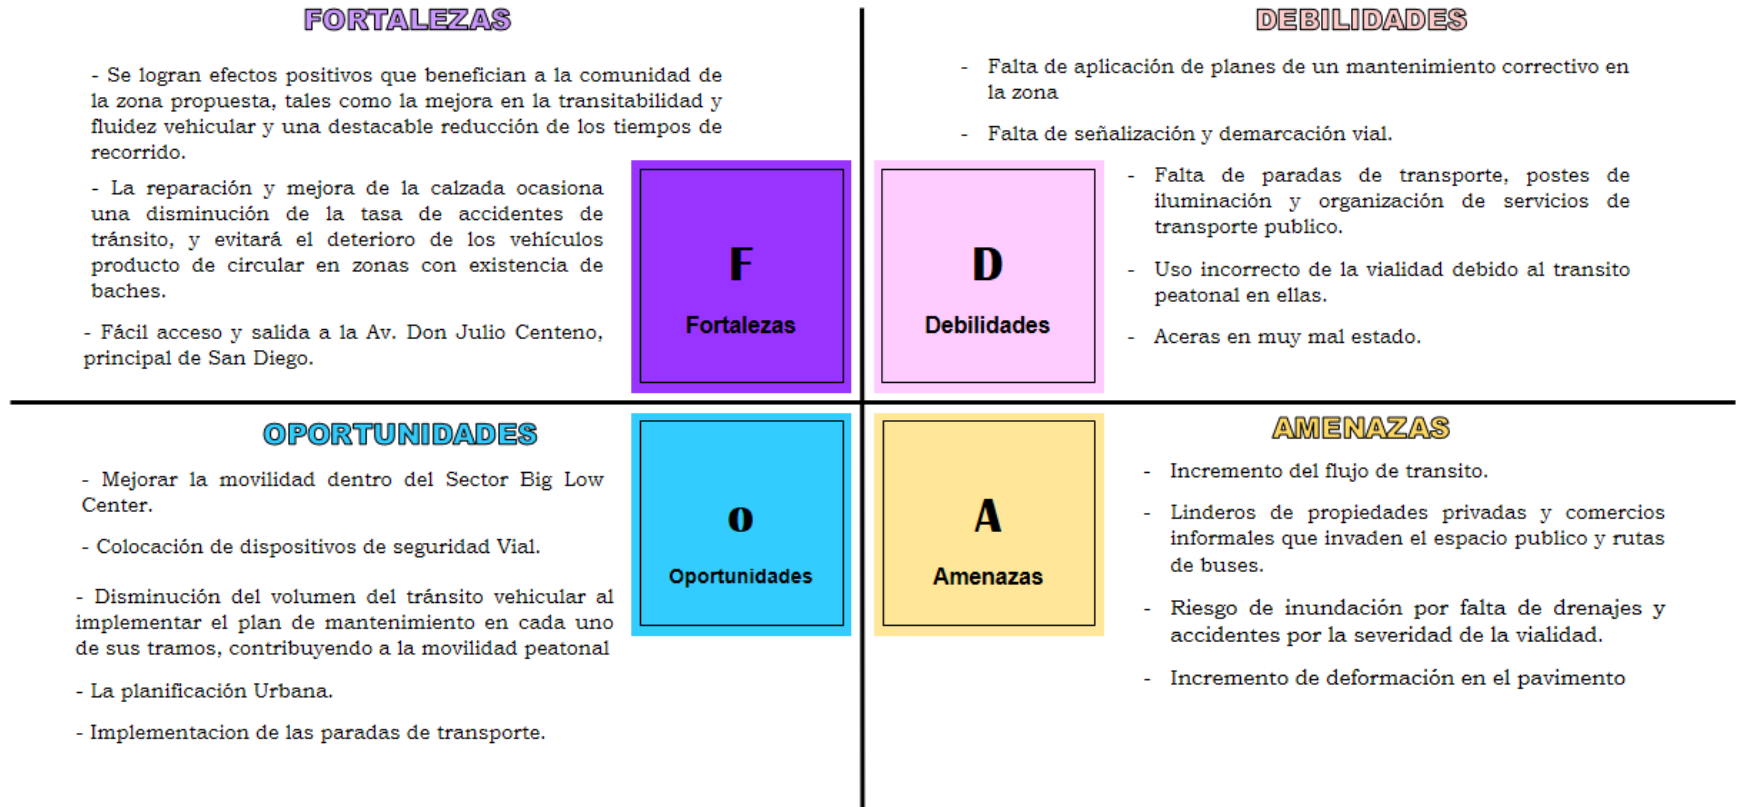 FORTALEZAS
- Se logran efectos positivos que benefician a la comunidad de
la zona propuesta, tales como la mejora en la transitabilidad y
fluidez vehicular y una destacable reducción de los tiempos de
recorrido.
- La reparación y mejora de la calzada ocasiona
una disminución de la tasa de accidentes de
tránsito, y evitará el deterioro de los vehículos
producto de circular en zonas con existencia de
baches.
- Fácil acceso y salida a la Av. Don Julio Centeno,
principal de San Diego.
F
Fortalezas
DEBILIDADES
- Falta de aplicación de planes de un mantenimiento correctivo en
la zona
- Falta de señalización y demarcación vial.
- Falta de paradas de transporte, postes de
iluminación y organización de servicios de
transporte publico.
- Uso incorrecto de la vialidad debido al transito
peatonal en ellas.
- Aceras en muy mal estado.
D
Debilidades
OPORTUNIDADES
- Mejorar la movilidad dentro del Sector Big Low
Center.
- Colocación de dispositivos de seguridad Vial.
- Disminución del volumen del tránsito vehicular al
implementar el plan de mantenimiento en cada uno
de sus tramos, contribuyendo a la movilidad peatonal
- La planificación Urbana.
- Implementacion de las paradas de transporte.
o
Oportunidades
AMENAZAS
- Incremento del flujo de transito.
- Linderos de propiedades privadas y comercios
informales que invaden el espacio publico y rutas
de buses.
- Riesgo de inundación por falta de drenajes y
accidentes por la severidad de la vialidad.
- Incremento de deformación en el pavimento
A
Amenazas